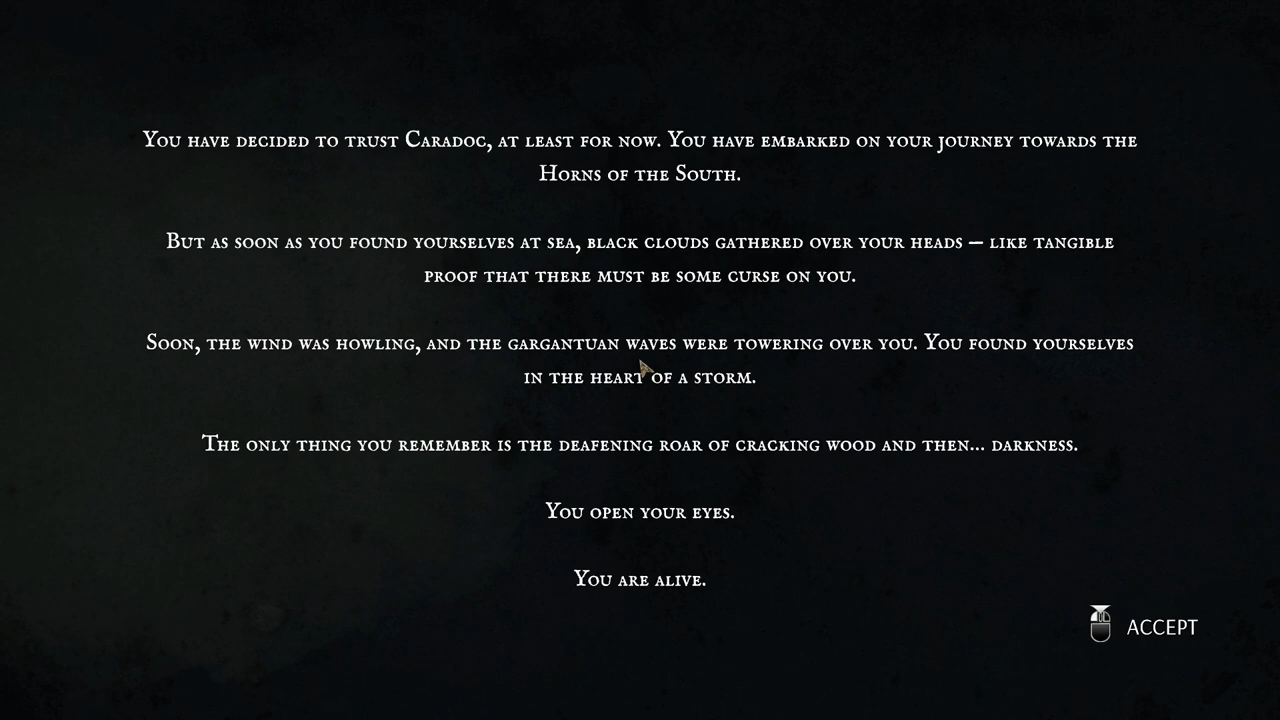 You have decided to trust Caradoc, at least for now. You have embarked on your journey towards the
Horns of the South.
But as soon as you found yourselves at sea, black clouds gathered over your heads — like tangible
proof that there must be some curse on you.
Soon, the wind was howling, and the gargantuan waves were towering over you. You found yourselves
in the heart of a storm.
The only thing you remember is the deafening roar of cracking wood and then... darkness.
You open your eyes.
You are alive.
ACCEPT